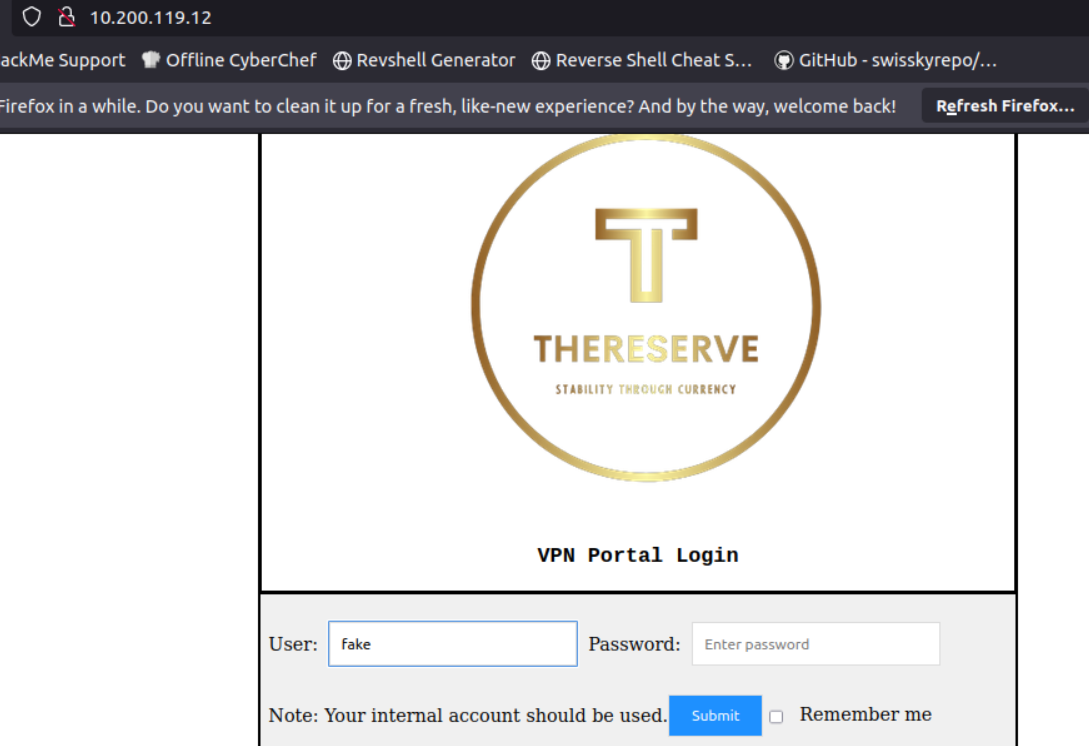 10.200.119.12
ackMe Support Offline CyberChef Revshell Generator Reverse Shell Cheat S... GitHub - swisskyrepo/...
Firefox in a while. Do you want to clean it up for a fresh, like-new experience? And by the way, welcome back! Refresh Firefox...
T
THERESERVE
STABILITY THROUGH CURRENCY
VPN Portal Login
User: fake Password: Enter password
Note: Your internal account should be used. Submit Remember me